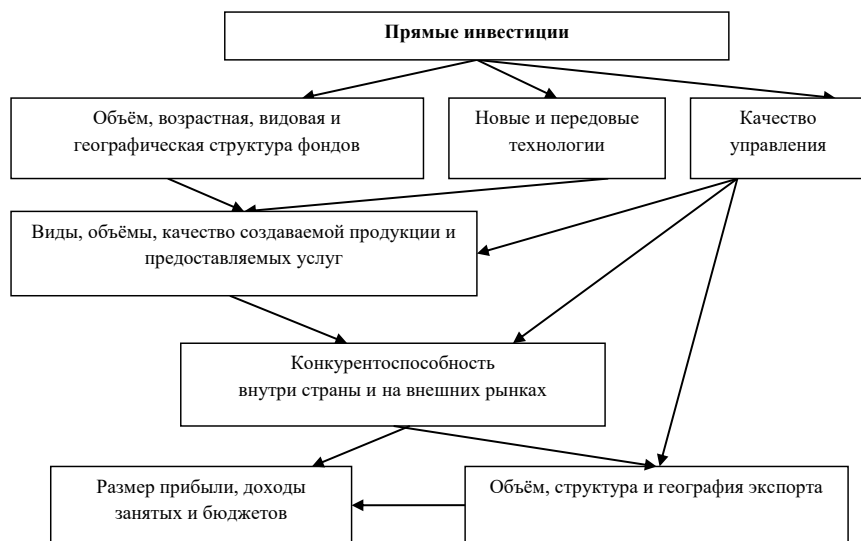 Прямые инвестиции
Объём, возрастная, видовая и
географическая структура фондов
Новые и передовые
технологии
Качество
управления
Виды, объёмы, качество создаваемой продукции и
предоставляемых услуг
Конкурентоспособность
внутри страны и на внешних рынках
Размер прибыли, доходы
занятых и бюджетов
Объём, структура и география экспорта